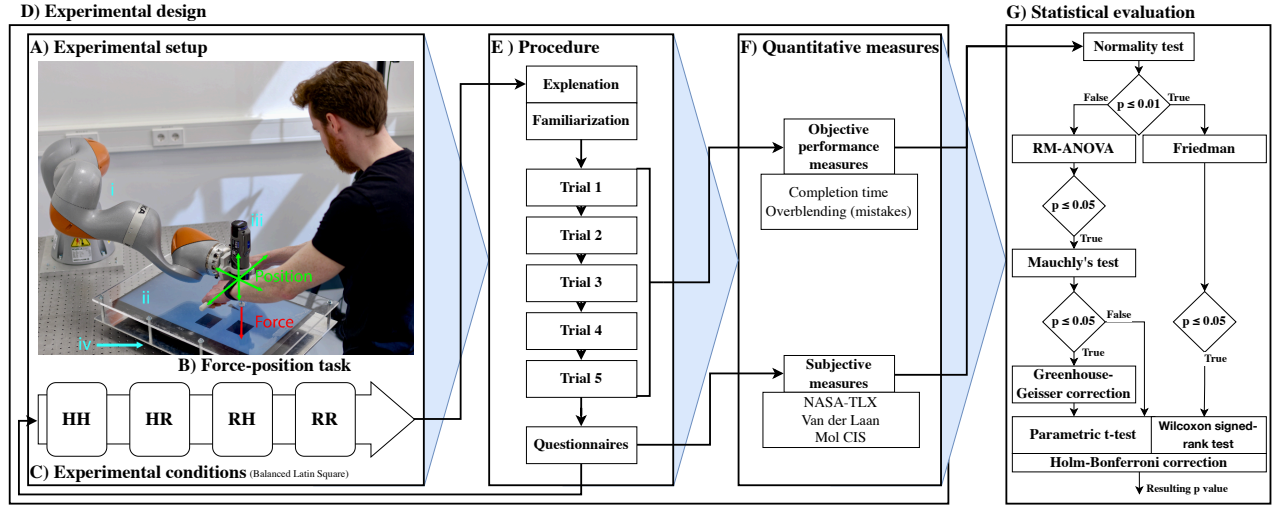 D) Experimental design
A) Experimental setup
i
iii
Position
ii
Force
iv
B) Force-position task
HH
HR
RH
RR
C) Experimental conditions (Balanced Latin Square)
E ) Procedure
Explenation
Familiarization
Trial 1
Trial 2
Trial 3
Trial 4
Trial 5
Questionnaires
F) Quantitative measures
Objective
performance
measures
Completion time
Overblending (mistakes)
Subjective
measures
NASA-TLX
Van der Laan
Mol CIS
G) Statistical evaluation
Normality test
False
True
p ≤ 0.01
RM-ANOVA
Friedman
p ≤ 0.05
True
Mauchly's test
p ≤ 0.05
False
p ≤ 0.05
True
True
Greenhouse-
Geisser correction
Parametric t-test
Wilcoxon signed-
rank test
Holm-Bonferroni correction
Resulting p value